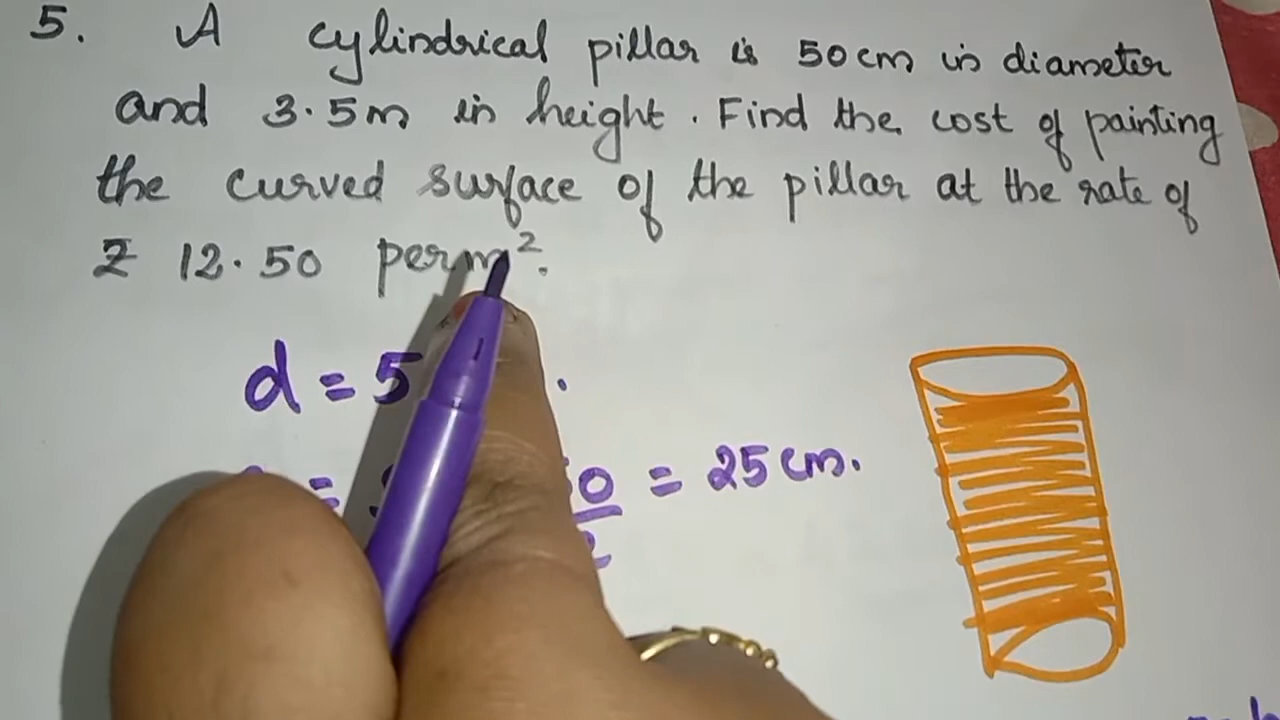 5. A cylindrical pillar is 50cm in diameter
and 3.5m in height. Find the cost of painting
the curved surface of the pillar at the rate of
₹ 12.50 per m².
d = 5
= = 25 cm.